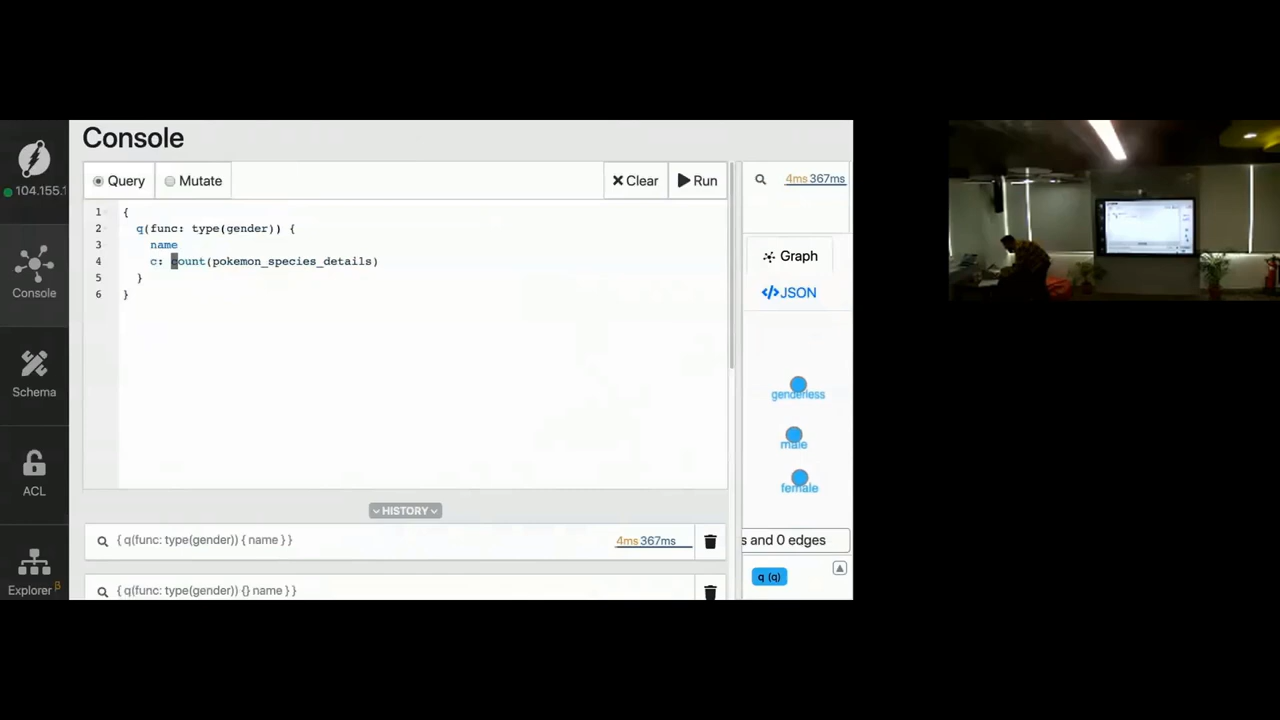 Console
104.155.1
Query
Mutate
Clear
Run
4ms 367ms
1 {
2 q(func: type(gender)) {
3 name
4 c: count(pokemon_species_details)
5 }
6 }
Console
Schema
ACL
Explorer β
Graph
JSON
genderless
male
female
HISTORY
{ q(func: type(gender)) { name } }
4ms 367ms
s and 0 edges
q (q)
{ q(func: type(gender)) {} name } }